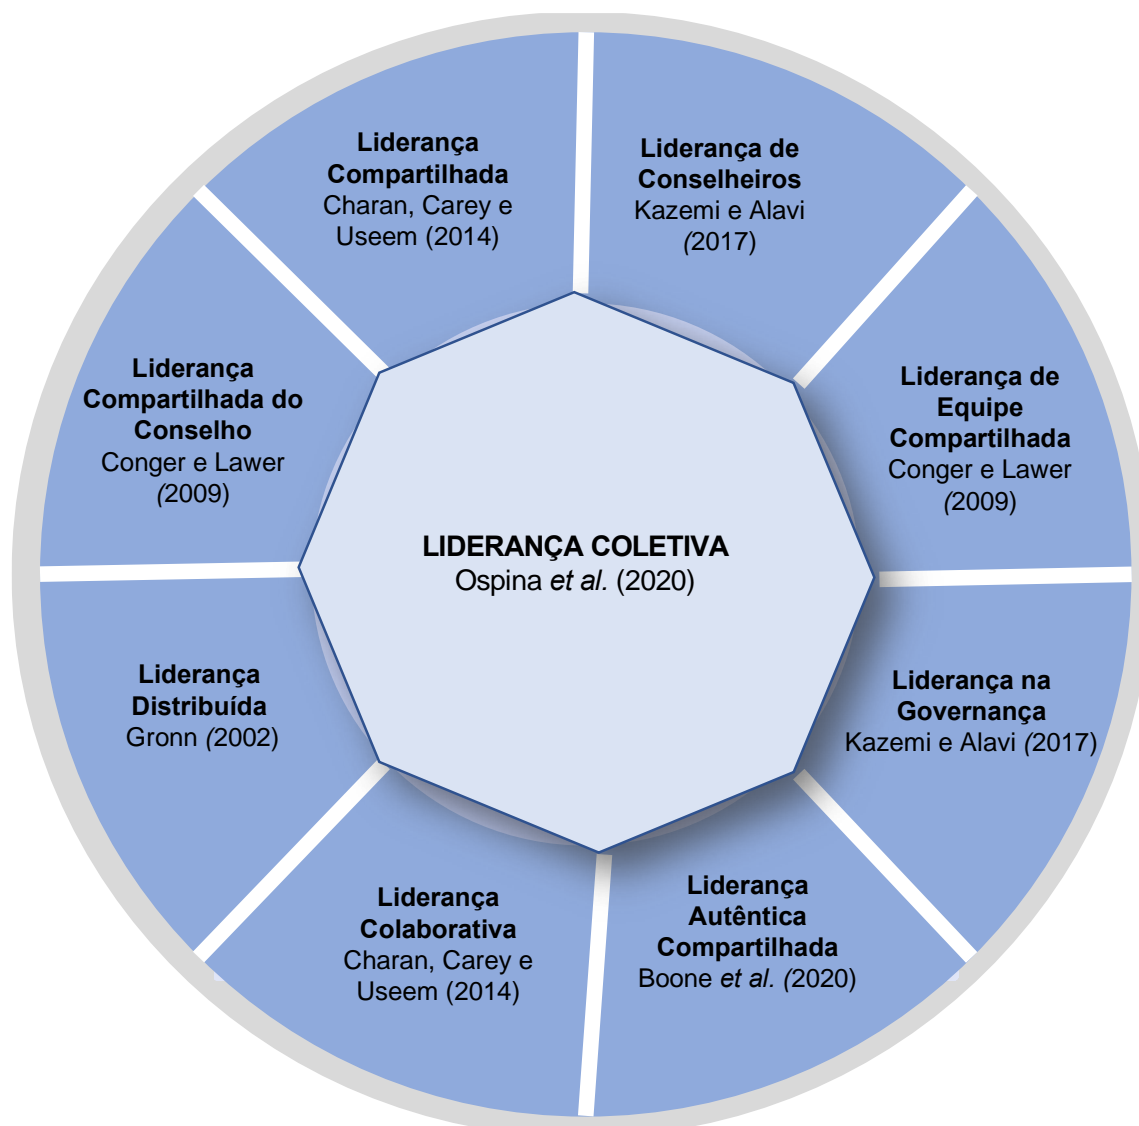 Liderança
Compartilhada
Charan, Carey e
Useem (2014)
Liderança de
Conselheiros
Kazemi e Alavi
(2017)
Liderança de
Equipe
Compartilhada
Conger e Lawer
(2009)
Liderança na
Governança
Kazemi e Alavi (2017)
Liderança
Autêntica
Compartilhada
Boone et al. (2020)
Liderança
Colaborativa
Charan, Carey e
Useem (2014)
Liderança
Distribuída
Gronn (2002)
Liderança
Compartilhada do
Conselho
Conger e Lawer
(2009)
LIDERANÇA COLETIVA
Ospina et al. (2020)